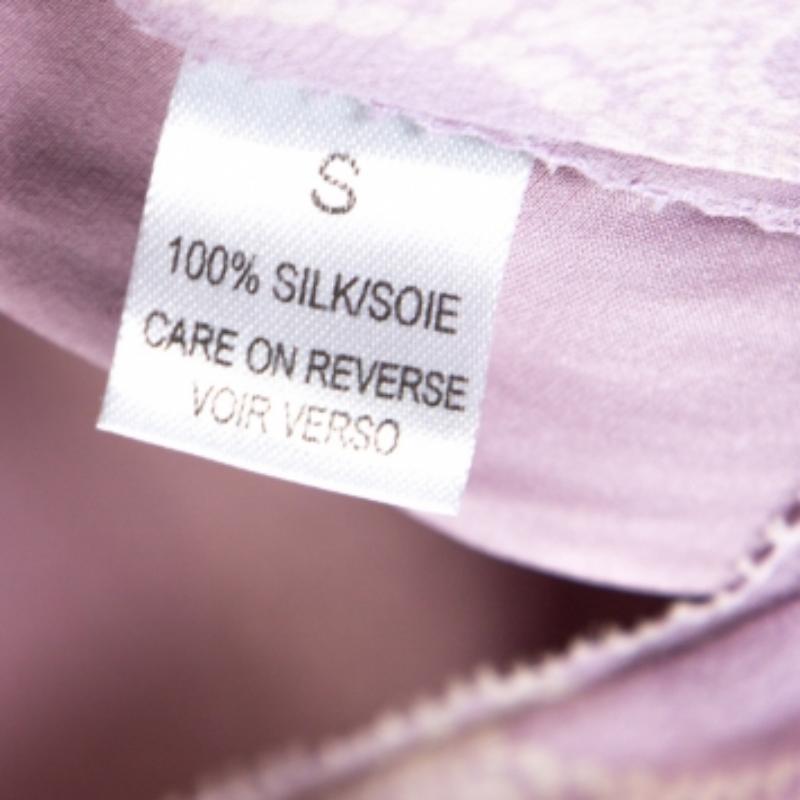 S
100% SILK/SOIE
CARE ON REVERSE
VOIR VERSO